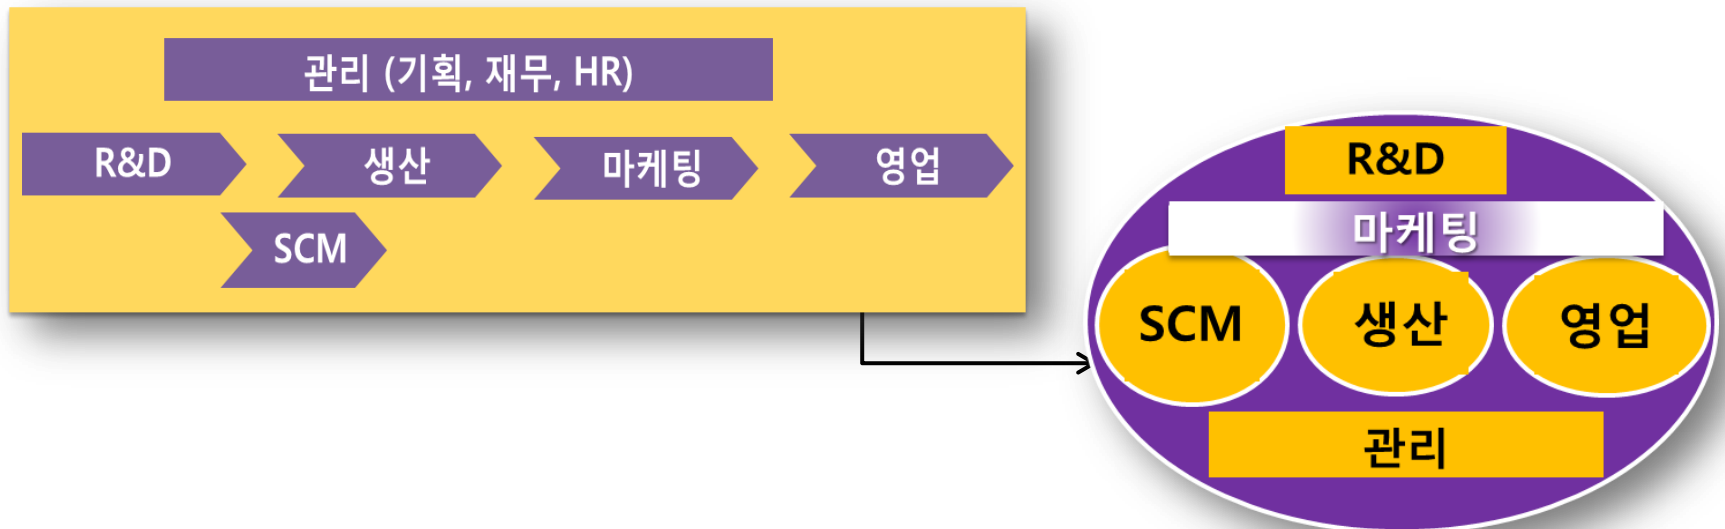 관리 (기획, 재무, HR)
R&D
생산
마케팅
영업
SCM
R&D
마케팅
SCM
생산
영업
관리